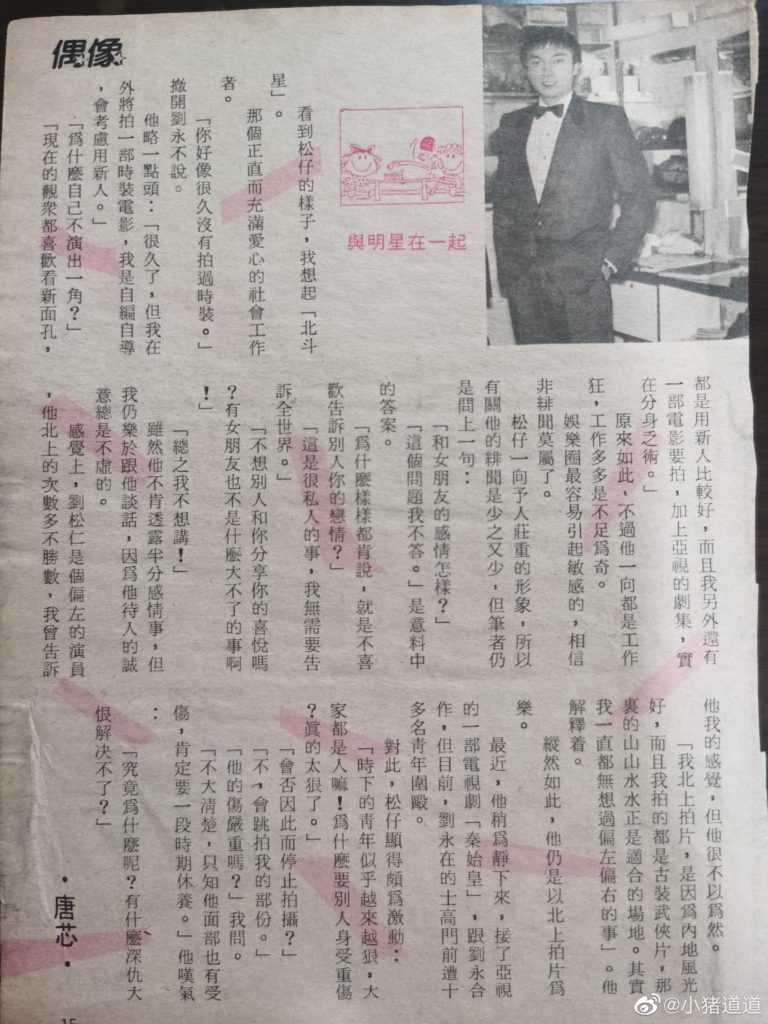 偶像
與明星在一起
看到松仔的樣子,我想起「北斗
星」。
那個正直而充滿愛心的社會工作
者。
「你好像很久沒有拍過時裝。」
撇開劉永不說。
他略一點頭:「很久了,但我在
外將拍一部時裝電影,我是自編自導
,會考慮用新人。」
「爲什麽自己不演出一角?」
「現在的觀衆都喜歡看新面孔,
都是用新人比較好,而且我另外還有
一部電影要拍,加上亞視的劇集,實
在分身乏術。」
原來如此,不過他一向都是工作
狂,工作多多是不足爲奇。
娛樂圈最容易引起敏感的,相信
非緋聞莫屬了。
松仔一向予人莊重的形象,所以
有關他的緋聞是少之又少,但筆者仍
是問上一句:
「和女朋友的感情怎樣?」
「這個問題我不答。」是意料中
的答案。
「爲什麽樣樣都肯說,就是不喜
歡告訴別人你的戀情?」
「這是很私人的事,我無需要告
訴全世界。」
「不想別人和你分享你的喜悅嗎
?有女朋友也不是什麽大不了的事啊
!」
「總之我不想講!」
雖然他不肯透露半分感情事,但
我仍樂於跟他談話,因爲他待人的誠
意總是不虛的。
感覺上,劉松仁是個偏左的演員
,他北上的次數多不勝數,我曾告訴
他我的感覺,但他很不以爲然。
「我北上拍片,是因爲內地風光
好,而且我拍的都是古裝武俠片,那
裏的山山水水正是適合的場地。其實
我一直都無想過偏左偏右的事」。他
解釋着。
縱然如此,他仍是以北上拍片爲
樂。
最近,他稍爲靜下來,接了亞視
的一部電視劇「秦始皇」,跟劉永合
作,但目前,劉永在的士高門前遭十
多名靑年圍毆。
對此,松仔顯得頗爲激動:
「時下的靑年似乎越來越狠,大
家都是人嘛!爲什麽要別人身受重傷
?眞的太狠了。」
「會否因此而停止拍攝?」
「不,會跳拍我的部份。」
「他的傷嚴重嗎?」我問。
「不大清楚,只知他面部也有受
傷,肯定要一段時期休養。」他嘆氣
:
「究竟爲什麽呢?有什麽深仇大
恨解決不了?」
·唐芯·
15
@小猪道道